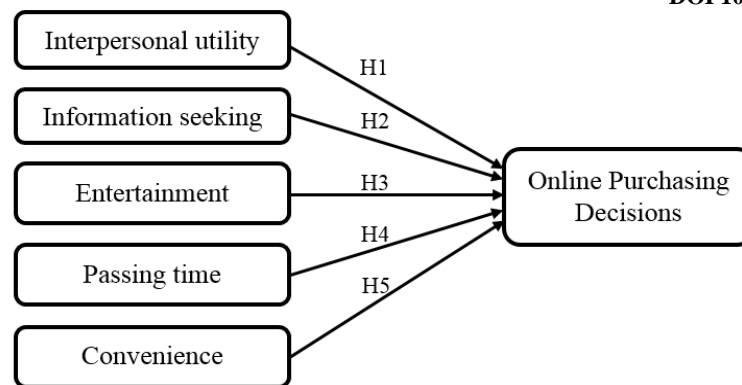 Interpersonal utility
Information seeking
Entertainment
Passing time
Convenience
H1
H2
H3
H4
H5
Online Purchasing
Decisions